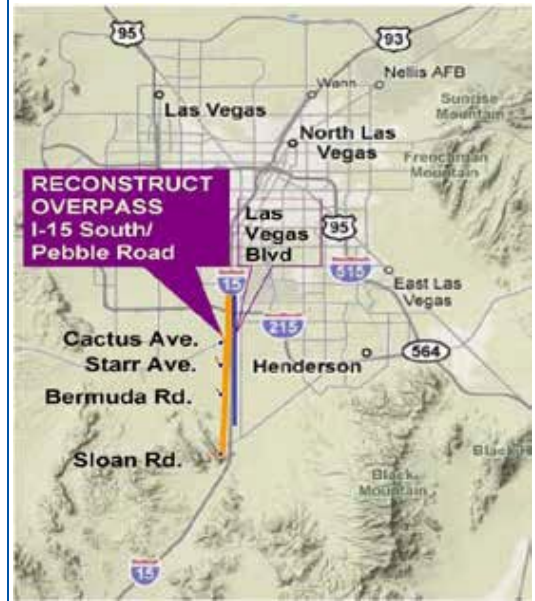 95
93
Nellis AFB
Wann
Las Vegas
Sunrise
Mountain
North Las
Vegas
Frenchman
Mountain
RECONSTRUCT
OVERPASS
I-15 South/
Pebble Road
Las
Vegas
Blvd
95
515
15
East Las
Vegas
215
Cactus Ave.
Starr Ave.
Henderson
564
Bermuda Rd.
Sloan Rd.
Black
Mountain
Black
15